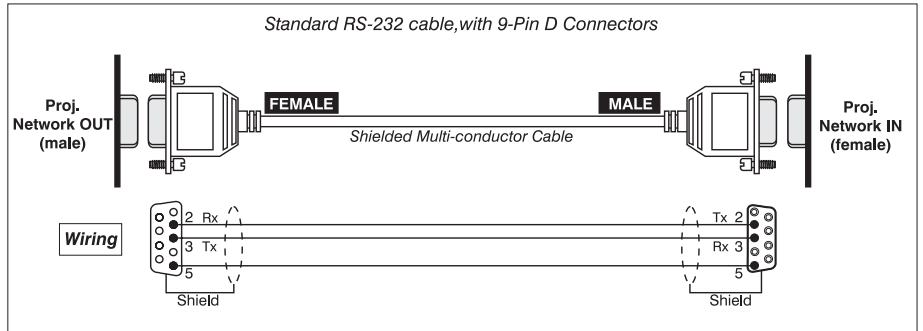 Standard RS-232 cable,with 9-Pin D Connectors
Proj.
Network OUT
(male)
FEMALE
MALE
Shielded Multi-conductor Cable
Proj.
Network IN
(female)
Wiring
2 Rx
3 Tx
5
Shield
Tx 2
Rx 3
5
Shield